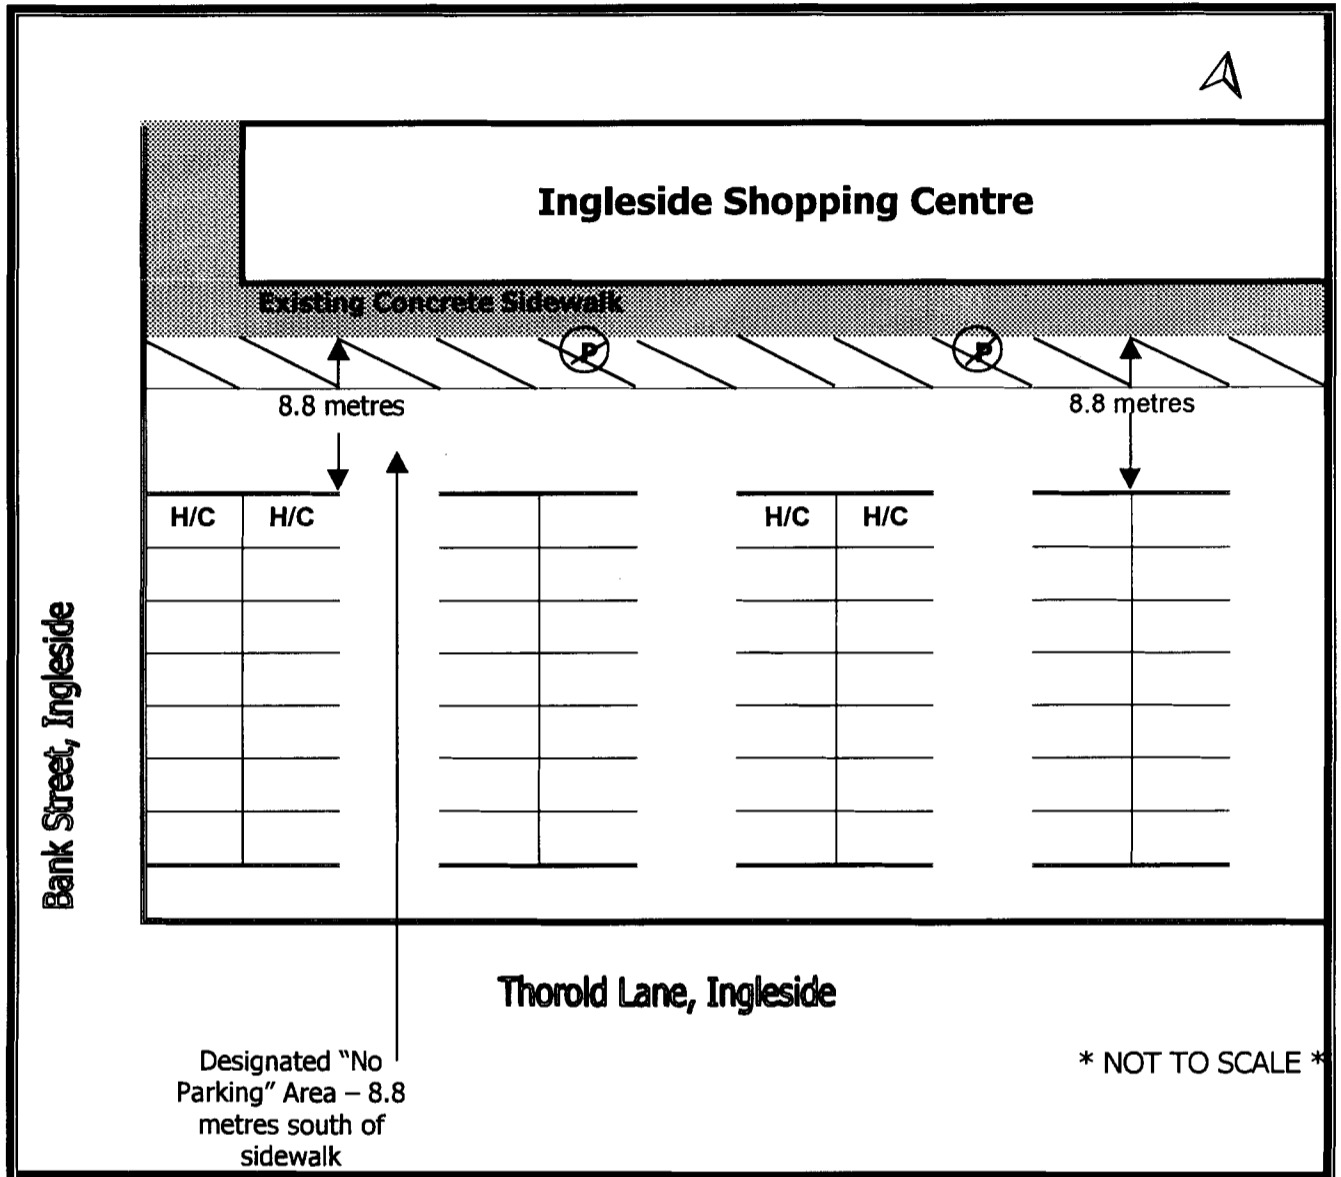 Ingleside Shopping Centre
Existing Concrete Sidewalk
P
P
8.8 metres
8.8 metres
H/C H/C
H/C H/C
Bank Street, Ingleside
Thorold Lane, Ingleside
Designated “No
Parking” Area – 8.8
metres south of
sidewalk
* NOT TO SCALE *